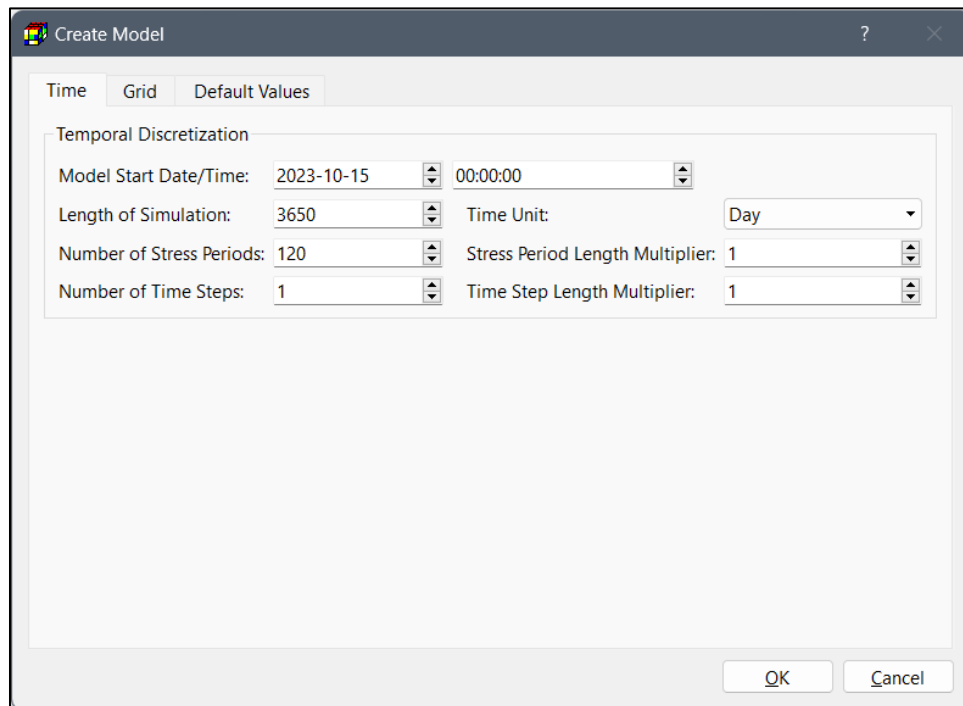 Create Model ?
Time Grid Default Values
Temporal Discretization
Model Start Date/Time: 2023-10-15 00:00:00
Length of Simulation: 3650 Time Unit: Day
Number of Stress Periods: 120 Stress Period Length Multiplier: 1
Number of Time Steps: 1 Time Step Length Multiplier: 1
OK Cancel